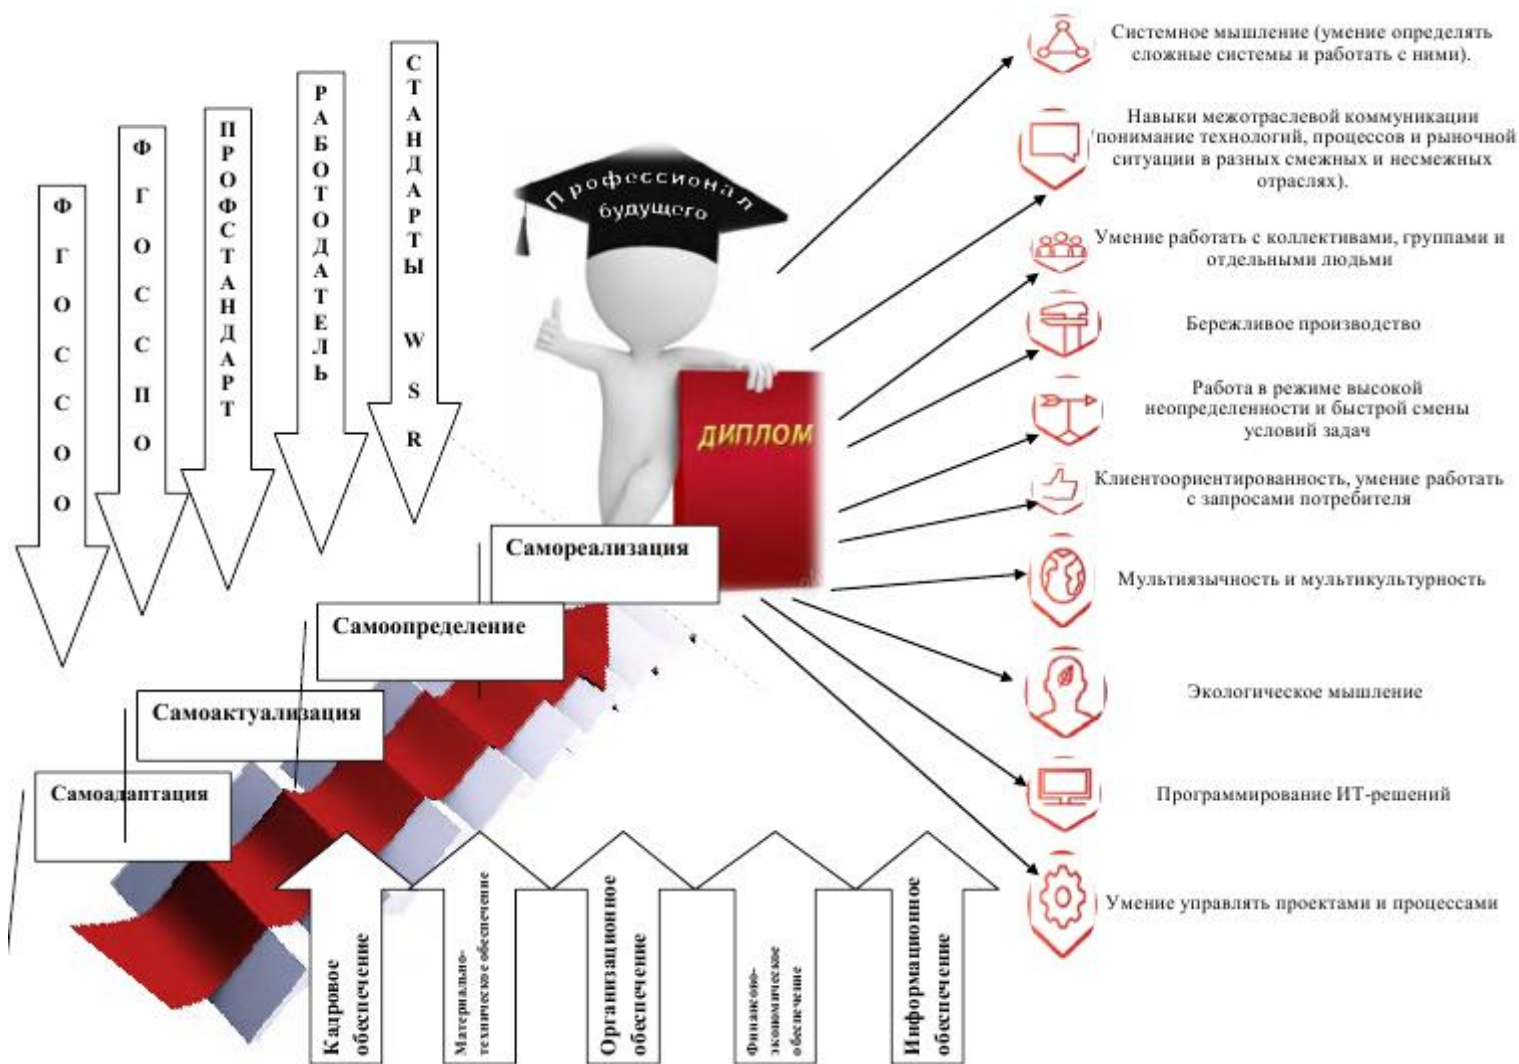 ФГОС СОО
ФГОС СПО
ПРОФСТАНДАРТ
РАБОТОДАТЕЛЬ
СТАНДАРТЫ WSR
Профессионал
будущего
ДИПЛОМ
Самореализация
Самоопределение
Самоактуализация
Самоадаптация
Кадровое
обеспечение
Материально-
техническое обеспечение
Организационное
обеспечение
Финансово-
экономическое
обеспечение
Информационное
обеспечение
Системное мышление (умение определять
сложные системы и работать с ними).
Навыки межотраслевой коммуникации
(понимание технологий, процессов и рыночной
ситуации в разных смежных и несмежных
отраслях).
Умение работать с коллективами, группами и
отдельными людьми
Бережливое производство
Работа в режиме высокой
неопределенности и быстрой смены
условий задач
Клиентоориентированность, умение работать
с запросами потребителя
Мультиязычность и мультикультурность
Экологическое мышление
Программирование ИТ-решений
Умение управлять проектами и процессами